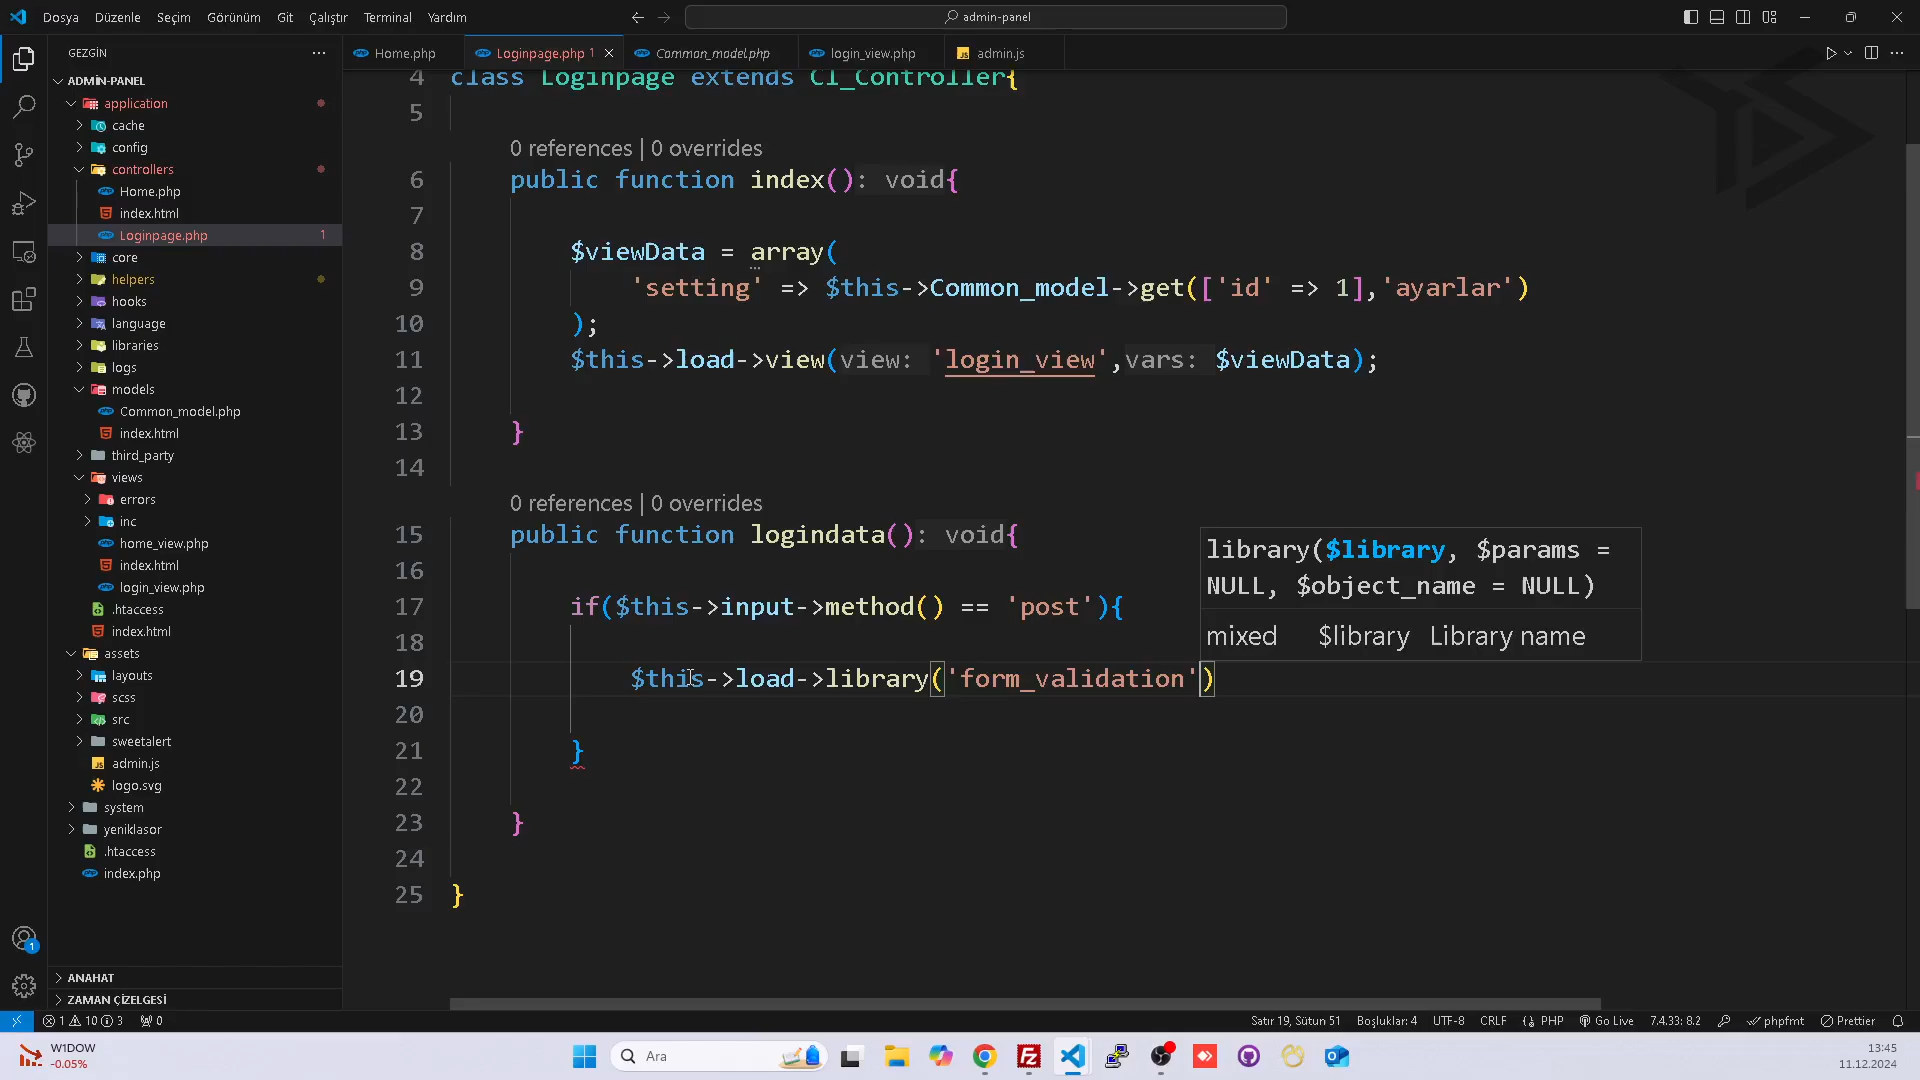 Dosya Düzenle Seçim Görünüm Git Çalıştır Terminal Yardım
admin-panel
GEZGİN
Home.php
Loginpage.php 1
Common_model.php
login_view.php
admin.js
ADMIN-PANEL
application
cache
config
controllers
Home.php
index.html
Loginpage.php 1
core
helpers
hooks
language
libraries
logs
models
Common_model.php
index.html
third_party
views
errors
inc
home_view.php
index.html
login_view.php
.htaccess
index.html
assets
layouts
scss
src
sweetalert
admin.js
logo.svg
system
yeniklasor
.htaccess
index.php
ANAHAT
ZAMAN ÇİZELGESİ
4 class Loginpage extends CI_Controller{
5
0 references | 0 overrides
6 public function index(): void{
7
8 $viewData = array(
9 'setting' => $this->Common_model->get(['id' => 1],'ayarlar')
10 );
11 $this->load->view(view: 'login_view',vars: $viewData);
12
13 }
14
0 references | 0 overrides
15 public function logindata(): void{
16
17 if($this->input->method() == 'post'){
18
19 $this->load->library('form_validation')
20
21 }
22
23 }
24
25 }
library($library, $params =
NULL, $object_name = NULL)
mixed $library Library name
1 10 3 0
Satır 19, Sütun 51 Boşluklar: 4 UTF-8 CRLF PHP Go Live 7.4.33: 8.2 phpfmt Prettier
W1DOW
-0.05%
Ara
1
13:45
11.12.2024